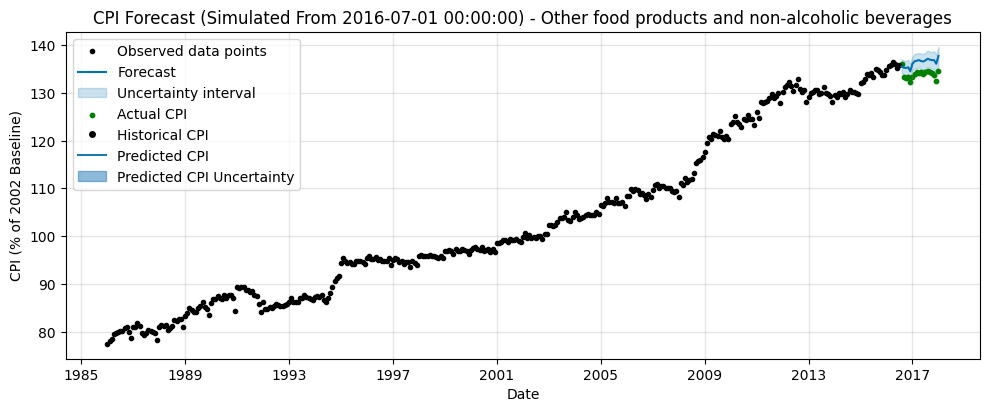 CPI Forecast (Simulated From 2016-07-01 00:00:00) - Other food products and non-alcoholic beverages
CPI (% of 2002 Baseline)
140
130
120
110
100
90
80
Observed data points
Forecast
Uncertainty interval
Actual CPI
Historical CPI
Predicted CPI
Predicted CPI Uncertainty
1985 1989 1993 1997 2001 2005 2009 2013 2017
Date